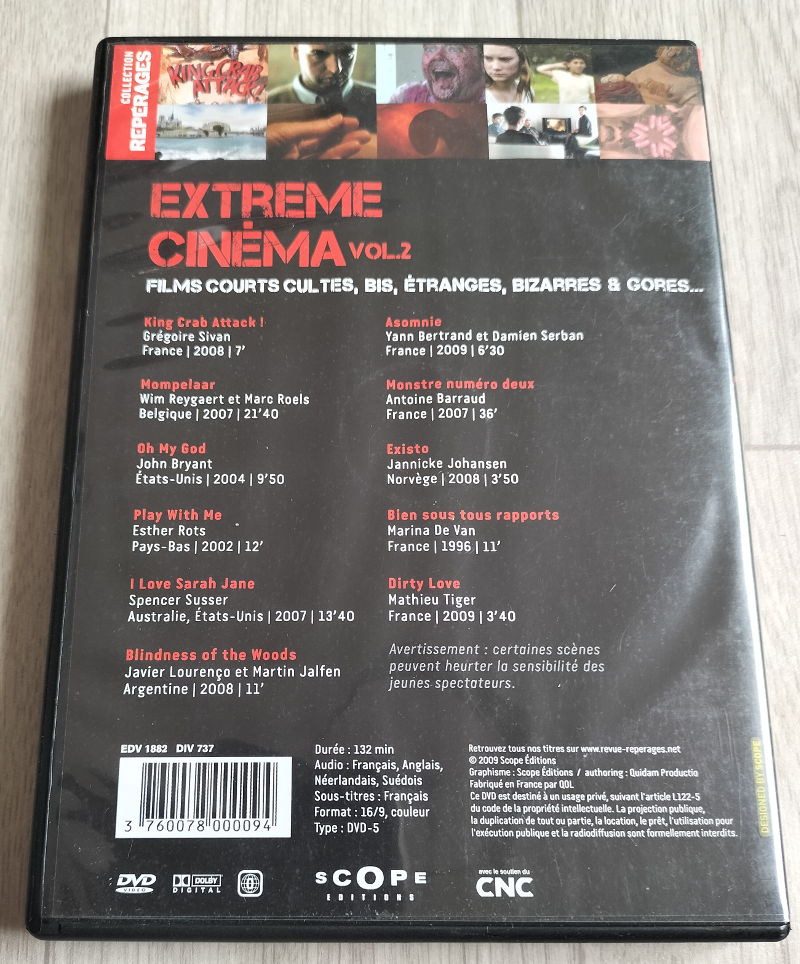 COLLECTION
REPERAGES
KING CRAB
ATTACK!
EXTREME
CINÉMA VOL.2
FILMS COURTS CULTES, BIS, ÉTRANGES, BIZARRES & GORES...
King Crab Attack !
Grégoire Sivan
France | 2008 | 7'
Mompelaar
Wim Reygaert et Marc Roels
Belgique | 2007 | 21'40
Oh My God
John Bryant
États-Unis | 2004 | 9'50
Play With Me
Esther Rots
Pays-Bas | 2002 | 12'
I Love Sarah Jane
Spencer Susser
Australie, États-Unis | 2007 | 13'40
Blindness of the Woods
Javier Lourenço et Martin Jalfen
Argentine | 2008 | 11'
Asomnie
Yann Bertrand et Damien Serban
France | 2009 | 6'30
Monstre numéro deux
Antoine Barraud
France | 2007 | 36'
Existo
Jannicke Johansen
Norvège | 2008 | 3'50
Bien sous tous rapports
Marina De Van
France | 1996 | 11'
Dirty Love
Mathieu Tiger
France | 2009 | 3'40
Avertissement : certaines scènes
peuvent heurter la sensibilité des
jeunes spectateurs.
EDV 1882 DIV 737
3 760078 000094
Durée : 132 min
Audio : Français, Anglais,
Néerlandais, Suédois
Sous-titres : Français
Format : 16/9, couleur
Type : DVD-5
Retrouvez tous nos titres sur www.revue-reperages.net
© 2009 Scope Éditions
Graphisme : Scope Éditions / authoring : Quidam Productio
Fabriqué en France par QOL
Ce DVD est destiné à un usage privé, suivant l'article L122-5
du code de la propriété intellectuelle. La projection publique,
la duplication de tout ou partie, la location, le prêt, l'utilisation pour
l'exécution publique et la radiodiffusion sont formellement interdits.
DESIGNED BY SCOPE
DVD
VIDEO
DOLBY
DIGITAL
0
SCOPE
EDITIONS
avec le soutien du
CNC